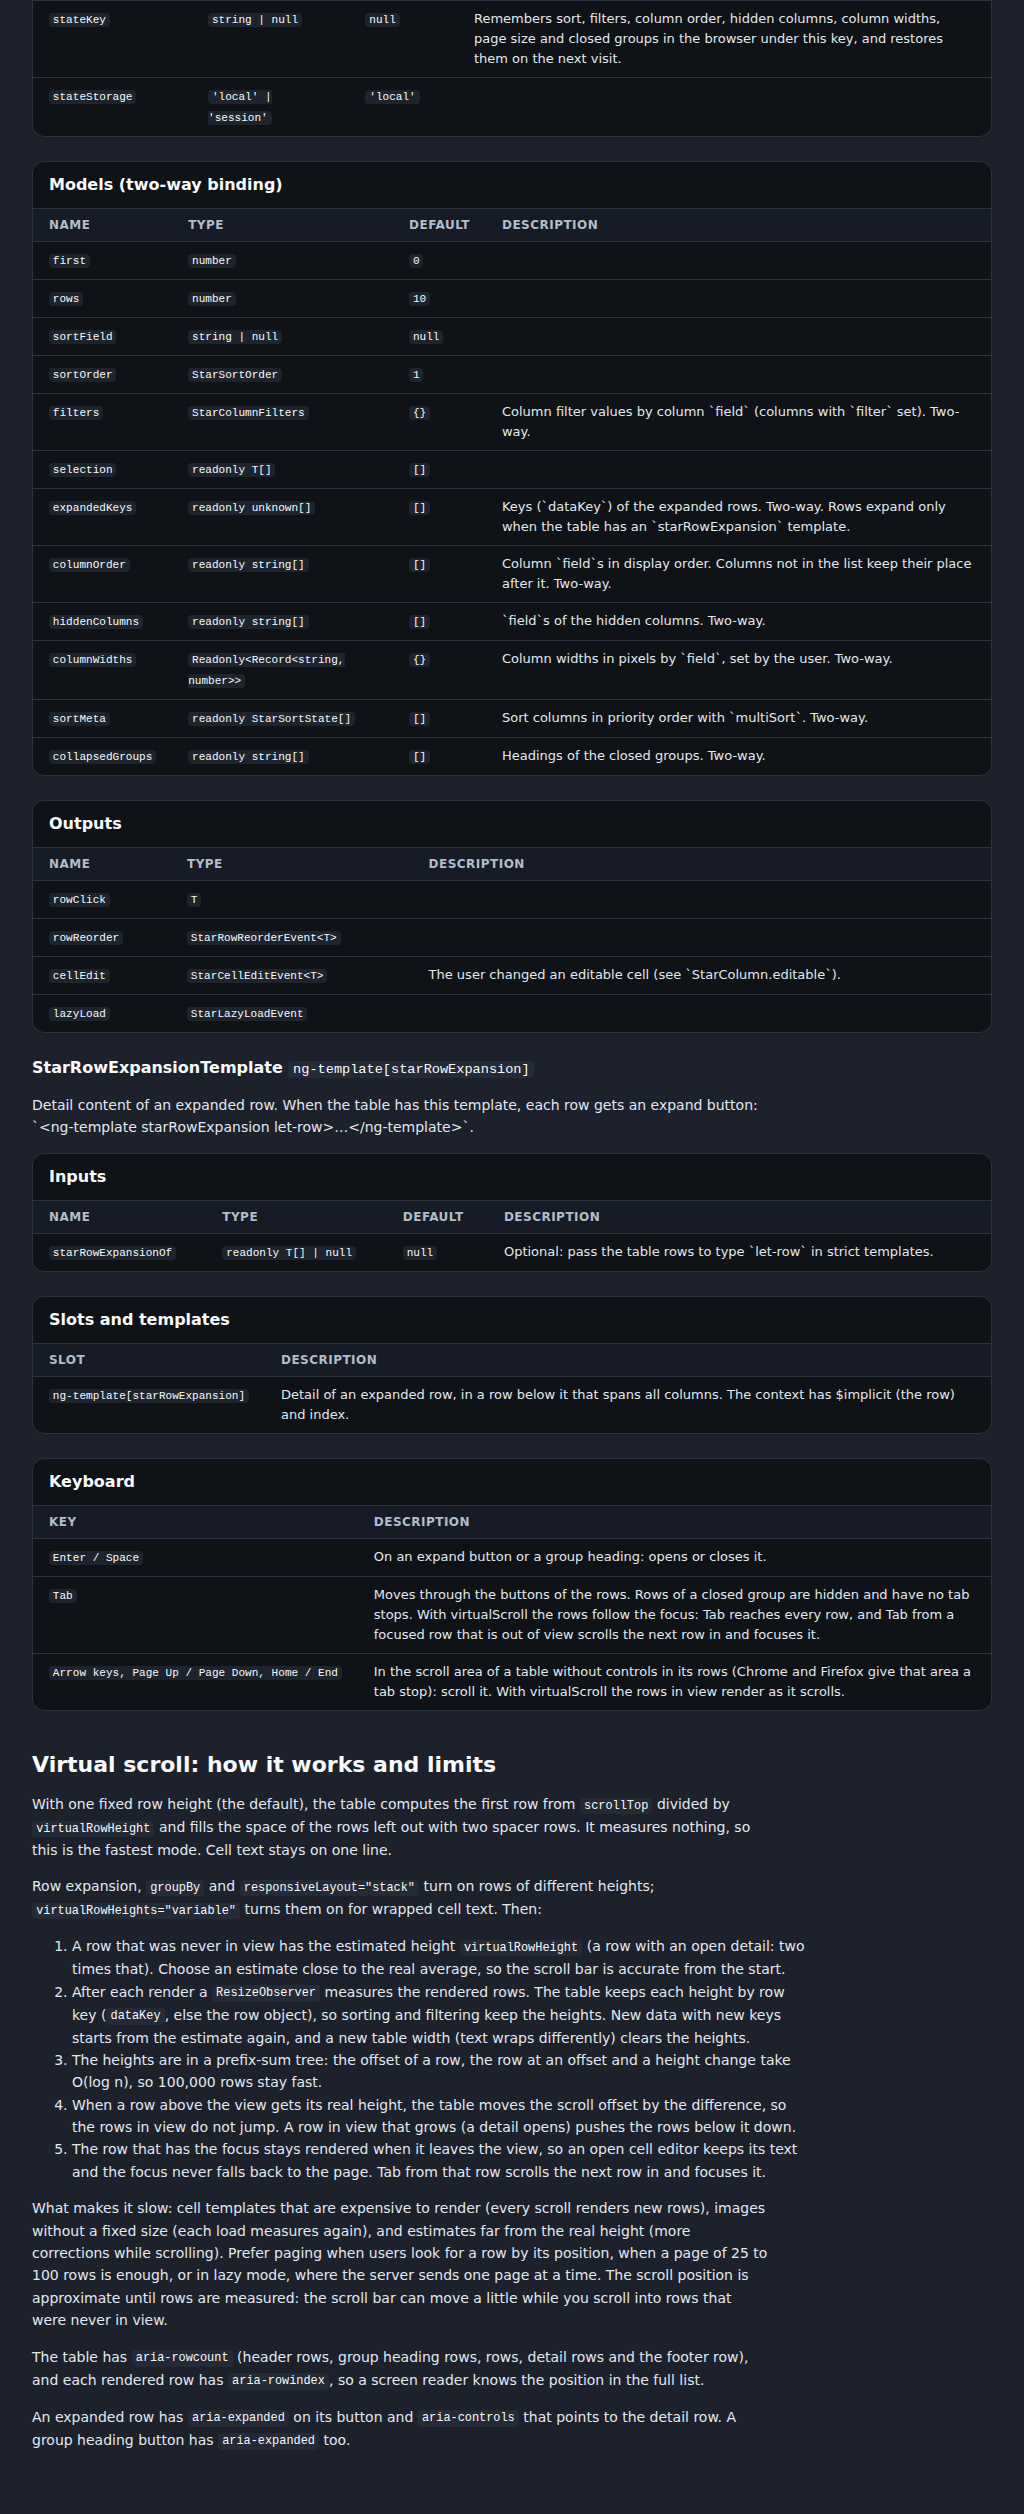 stateKey string | null null Remembers sort, filters, column order, hidden columns, column widths,
page size and closed groups in the browser under this key, and restores
them on the next visit.
stateStorage 'local' | 'local'
'session'
Models (two-way binding)
NAME TYPE DEFAULT DESCRIPTION
first number 0
rows number 10
sortField string | null null
sortOrder StarSortOrder 1
filters StarColumnFilters {} Column filter values by column `field` (columns with `filter` set). Two-
way.
selection readonly T[] []
expandedKeys readonly unknown[] [] Keys (`dataKey`) of the expanded rows. Two-way. Rows expand only
when the table has an `starRowExpansion` template.
columnOrder readonly string[] [] Column `field`s in display order. Columns not in the list keep their place
after it. Two-way.
hiddenColumns readonly string[] [] `field`s of the hidden columns. Two-way.
columnWidths Readonly<Record<string, {} Column widths in pixels by `field`, set by the user. Two-way.
number>>
sortMeta readonly StarSortState[] [] Sort columns in priority order with `multiSort`. Two-way.
collapsedGroups readonly string[] [] Headings of the closed groups. Two-way.
Outputs
NAME TYPE DESCRIPTION
rowClick T
rowReorder StarRowReorderEvent<T>
cellEdit StarCellEditEvent<T> The user changed an editable cell (see `StarColumn.editable`).
lazyLoad StarLazyLoadEvent
StarRowExpansionTemplate ng-template[starRowExpansion]
Detail content of an expanded row. When the table has this template, each row gets an expand button:
`<ng-template starRowExpansion let-row>…</ng-template>`.
Inputs
NAME TYPE DEFAULT DESCRIPTION
starRowExpansionOf readonly T[] | null null Optional: pass the table rows to type `let-row` in strict templates.
Slots and templates
SLOT DESCRIPTION
ng-template[starRowExpansion] Detail of an expanded row, in a row below it that spans all columns. The context has $implicit (the row)
and index.
Keyboard
KEY DESCRIPTION
Enter / Space On an expand button or a group heading: opens or closes it.
Tab Moves through the buttons of the rows. Rows of a closed group are hidden and have no tab
stops. With virtualScroll the rows follow the focus: Tab reaches every row, and Tab from a
focused row that is out of view scrolls the next row in and focuses it.
Arrow keys, Page Up / Page Down, Home / End In the scroll area of a table without controls in its rows (Chrome and Firefox give that area a
tab stop): scroll it. With virtualScroll the rows in view render as it scrolls.
Virtual scroll: how it works and limits
With one fixed row height (the default), the table computes the first row from scrollTop divided by
virtualRowHeight and fills the space of the rows left out with two spacer rows. It measures nothing, so
this is the fastest mode. Cell text stays on one line.
Row expansion, groupBy and responsiveLayout="stack" turn on rows of different heights;
virtualRowHeights="variable" turns them on for wrapped cell text. Then:
1. A row that was never in view has the estimated height virtualRowHeight (a row with an open detail: two
times that). Choose an estimate close to the real average, so the scroll bar is accurate from the start.
2. After each render a ResizeObserver measures the rendered rows. The table keeps each height by row
key (dataKey, else the row object), so sorting and filtering keep the heights. New data with new keys
starts from the estimate again, and a new table width (text wraps differently) clears the heights.
3. The heights are in a prefix-sum tree: the offset of a row, the row at an offset and a height change take
O(log n), so 100,000 rows stay fast.
4. When a row above the view gets its real height, the table moves the scroll offset by the difference, so
the rows in view do not jump. A row in view that grows (a detail opens) pushes the rows below it down.
5. The row that has the focus stays rendered when it leaves the view, so an open cell editor keeps its text
and the focus never falls back to the page. Tab from that row scrolls the next row in and focuses it.
What makes it slow: cell templates that are expensive to render (every scroll renders new rows), images
without a fixed size (each load measures again), and estimates far from the real height (more
corrections while scrolling). Prefer paging when users look for a row by its position, when a page of 25 to
100 rows is enough, or in lazy mode, where the server sends one page at a time. The scroll position is
approximate until rows are measured: the scroll bar can move a little while you scroll into rows that
were never in view.
The table has aria-rowcount (header rows, group heading rows, rows, detail rows and the footer row),
and each rendered row has aria-rowindex, so a screen reader knows the position in the full list.
An expanded row has aria-expanded on its button and aria-controls that points to the detail row. A
group heading button has aria-expanded too.